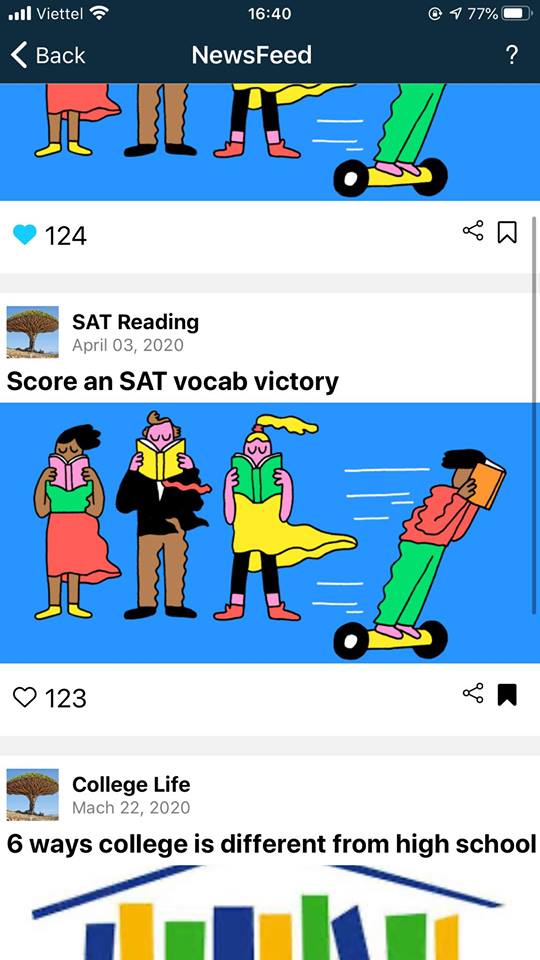 Viettel 16:40 77%
Back NewsFeed ?
124
SAT Reading
April 03, 2020
Score an SAT vocab victory
123
College Life
Mach 22, 2020
6 ways college is different from high school